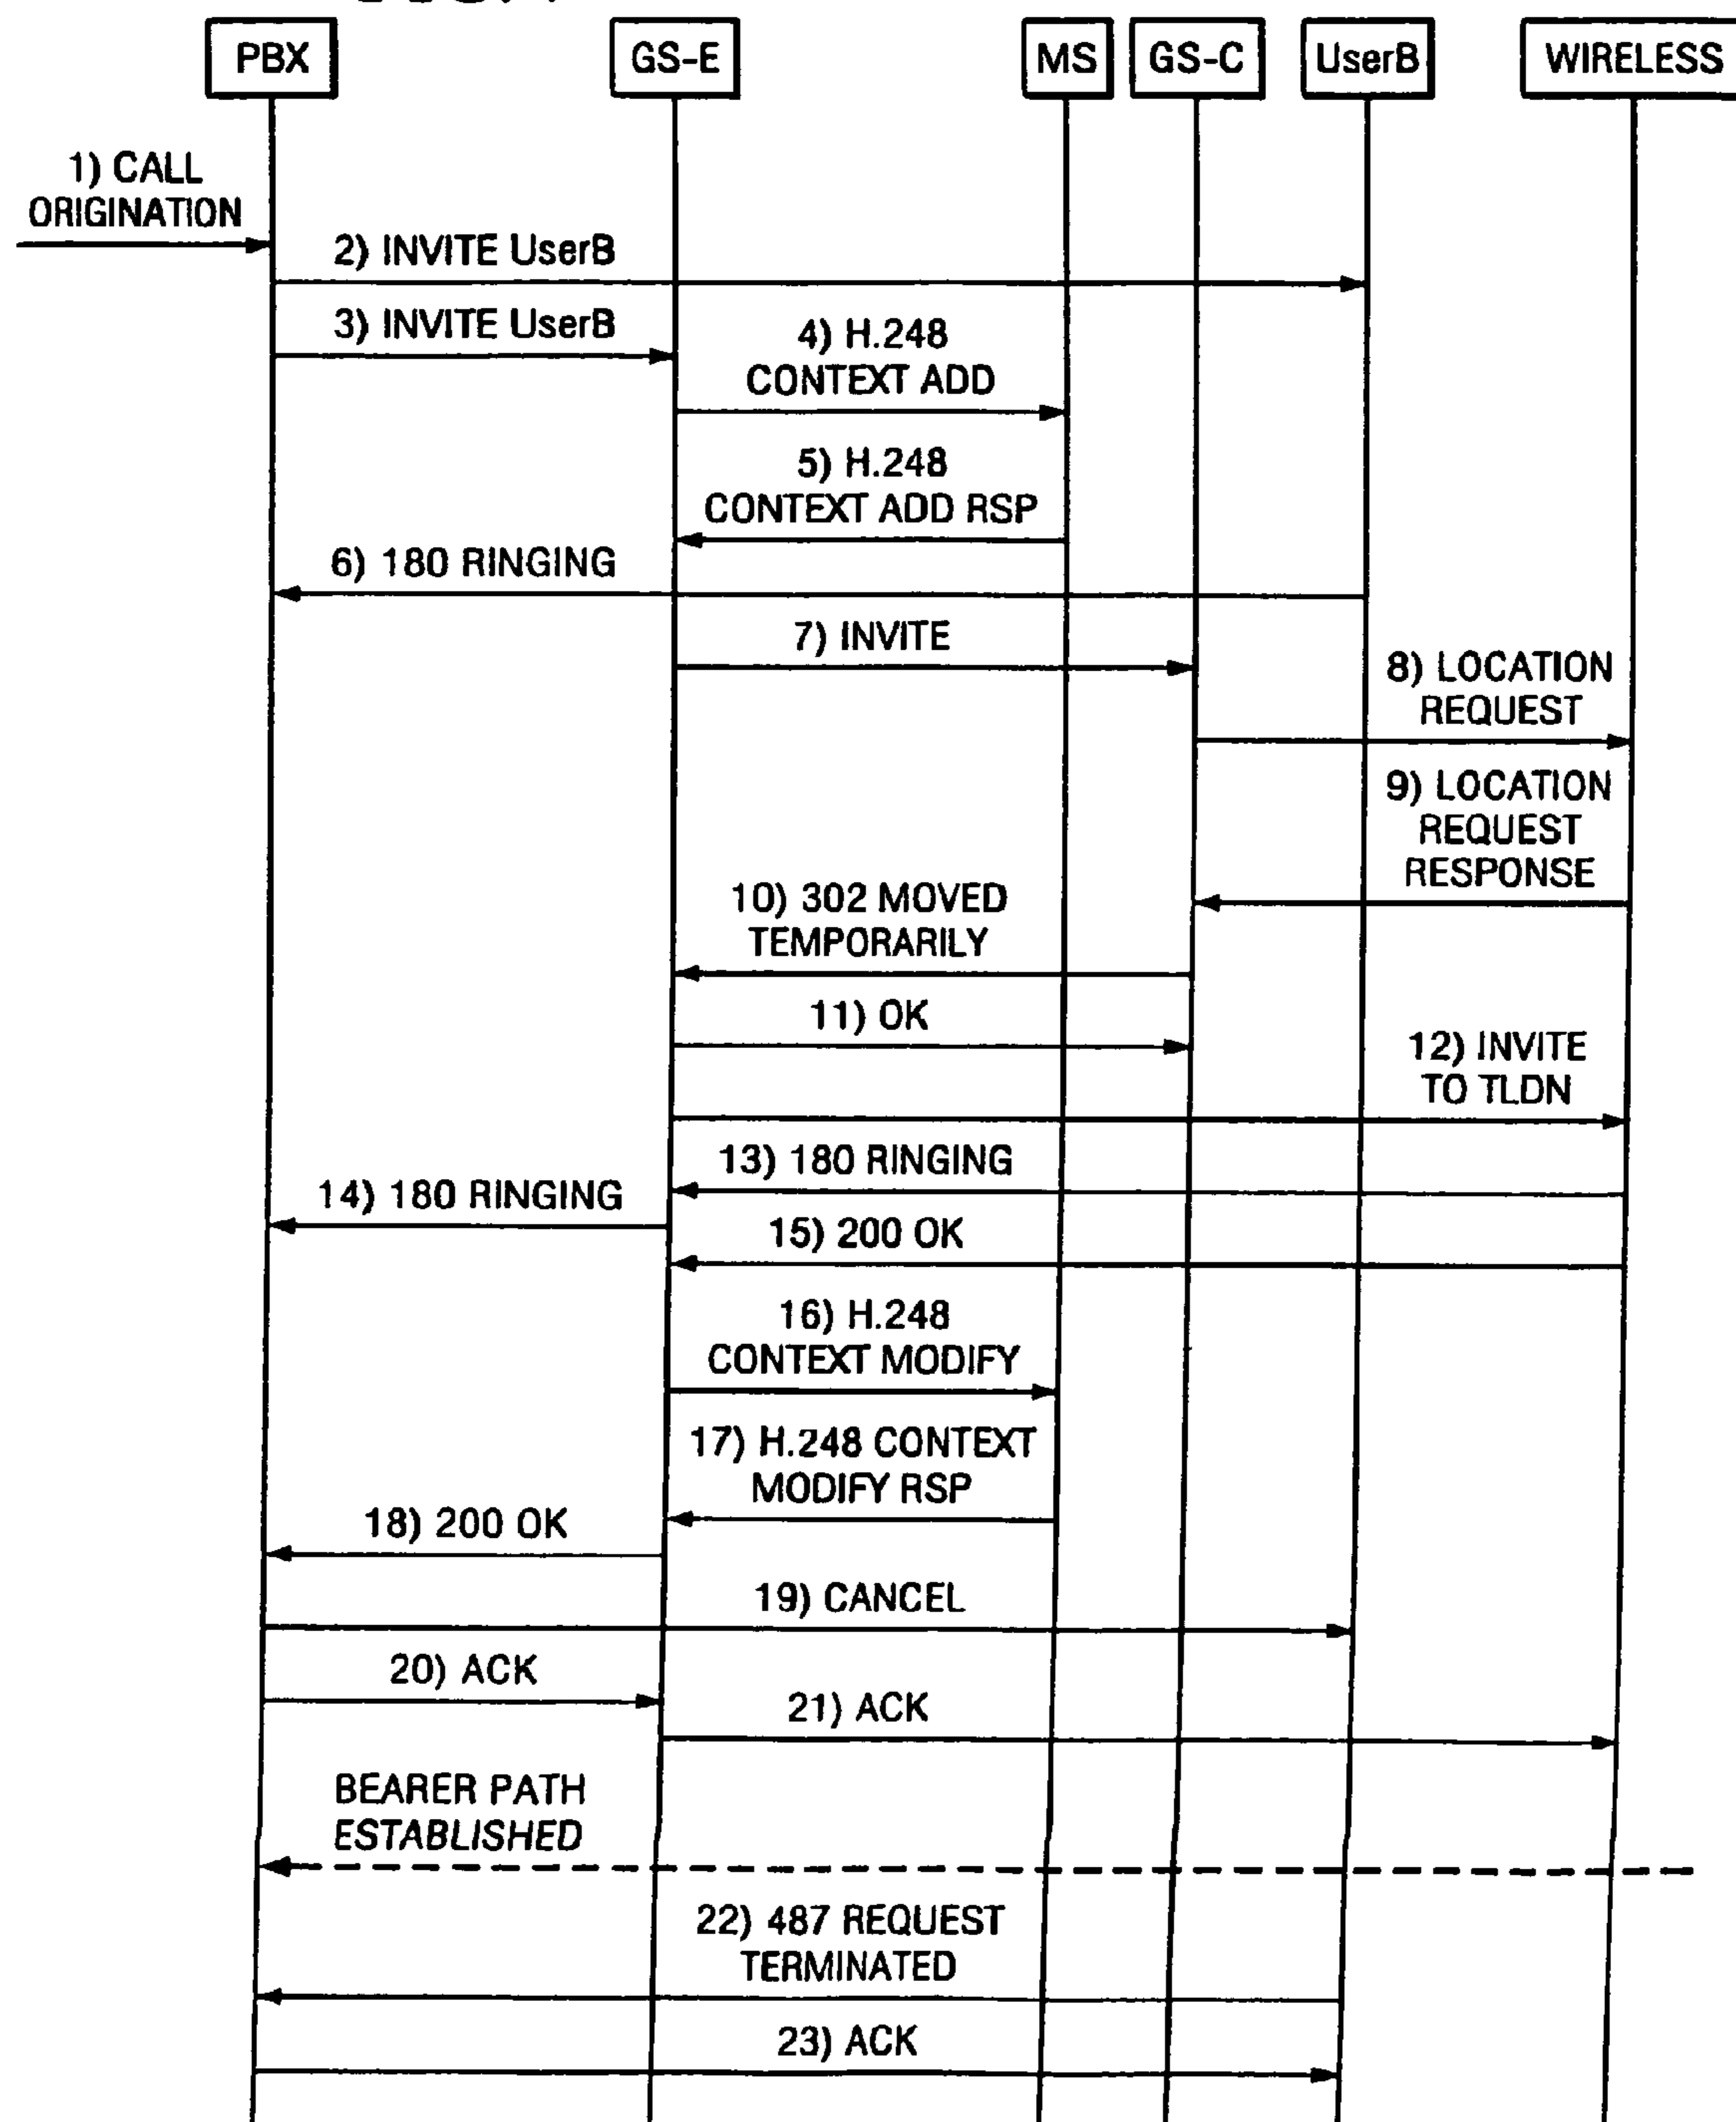 PBX
GS-E
MS
GS-C
UserB
WIRELESS
1) CALL
ORIGINATION
2) INVITE UserB
3) INVITE UserB
4) H.248
CONTEXT ADD
5) H.248
CONTEXT ADD RSP
6) 180 RINGING
7) INVITE
8) LOCATION
REQUEST
9) LOCATION
REQUEST
RESPONSE
10) 302 MOVED
TEMPORARILY
11) OK
12) INVITE
TO TLDN
13) 180 RINGING
14) 180 RINGING
15) 200 OK
16) H.248
CONTEXT MODIFY
17) H.248 CONTEXT
MODIFY RSP
18) 200 OK
19) CANCEL
20) ACK
21) ACK
BEARER PATH
ESTABLISHED
22) 487 REQUEST
TERMINATED
23) ACK